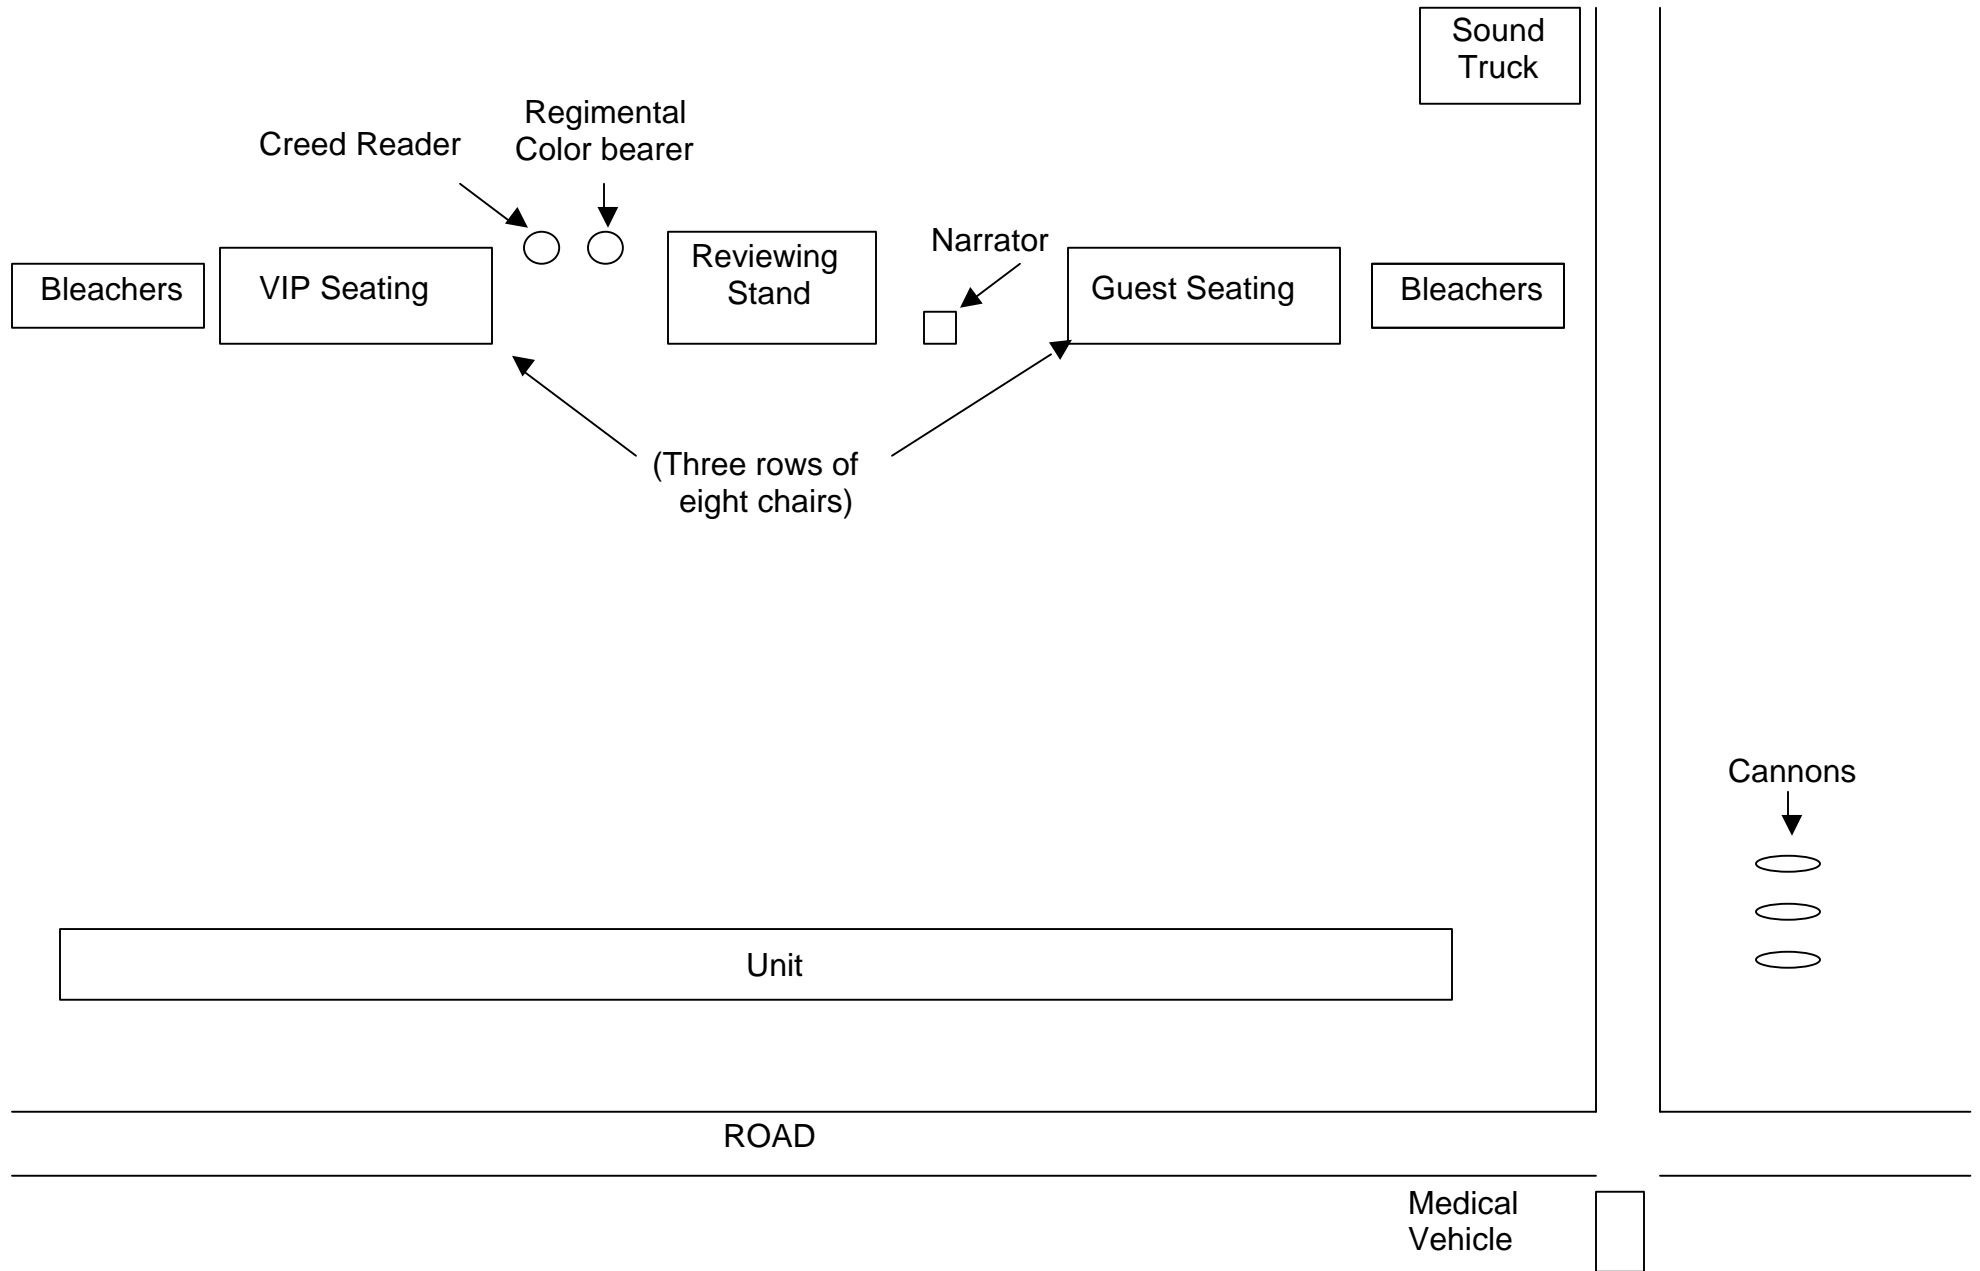 Sound
Truck
Regimental
Color bearer
Creed Reader
Narrator
Bleachers
VIP Seating
Reviewing
Stand
Guest Seating
Bleachers
(Three rows of
eight chairs)
Cannons
Unit
ROAD
Medical
Vehicle